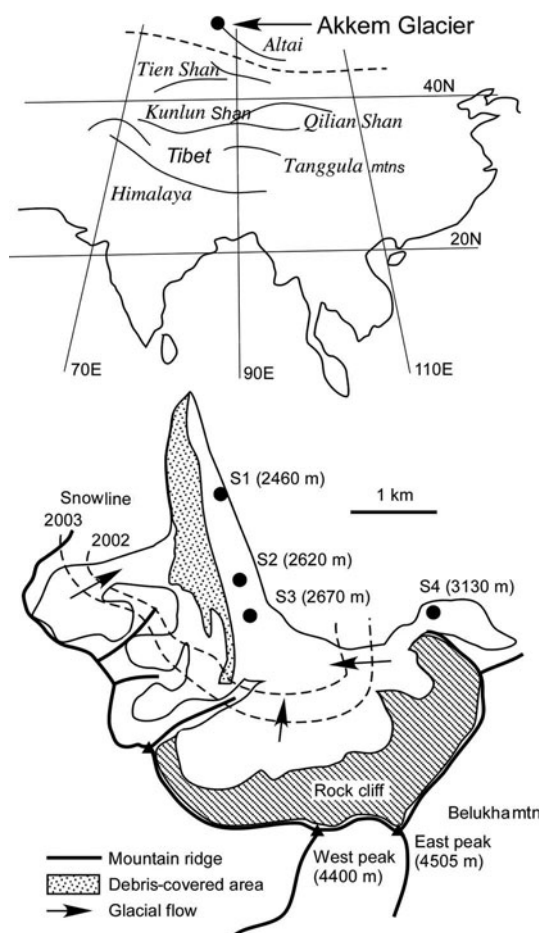 Akkem Glacier
Altai
Tien Shan
40N
Kunlun Shan
Qilian Shan
Tibet
Tanggula mtns
Himalaya
20N
70E
90E
110E
S1 (2460 m)
1 km
Snowline
2003
2002
S2 (2620 m)
S3 (2670 m)
S4 (3130 m)
Rock cliff
Belukha mtn
Mountain ridge
Debris-covered area
Glacial flow
West peak
(4400 m)
East peak
(4505 m)